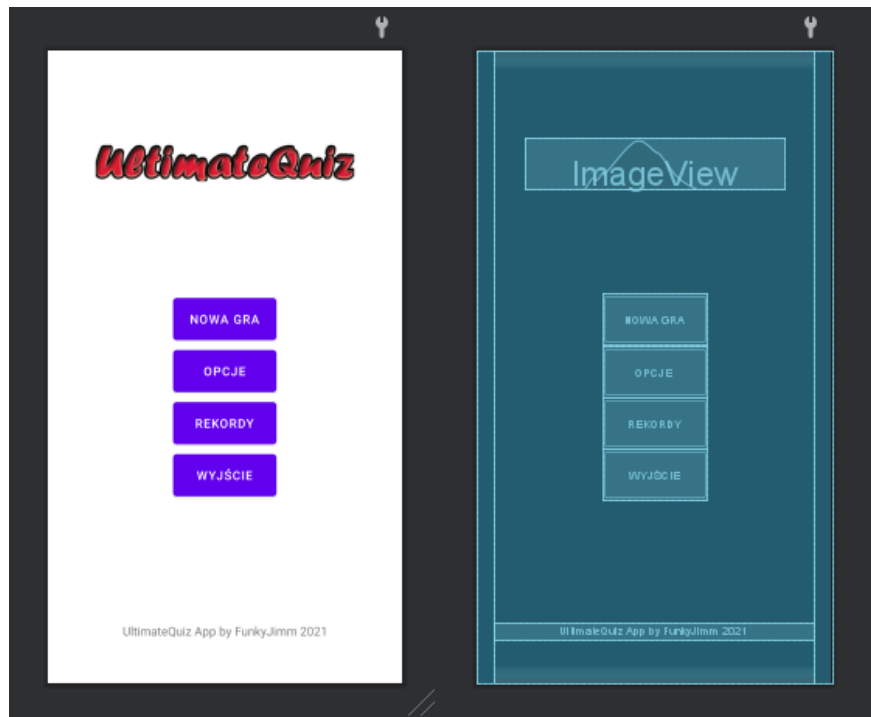 UltimateQuiz
NOWA GRA
OPCJE
REKORDY
WYJŚCIE
UltimateQuiz App by FunkyJimm 2021
ImageView
NOWA GRA
OPCJE
REKORDY
WYJŚCIE
UltimateQuiz App by FunkyJimm 2021